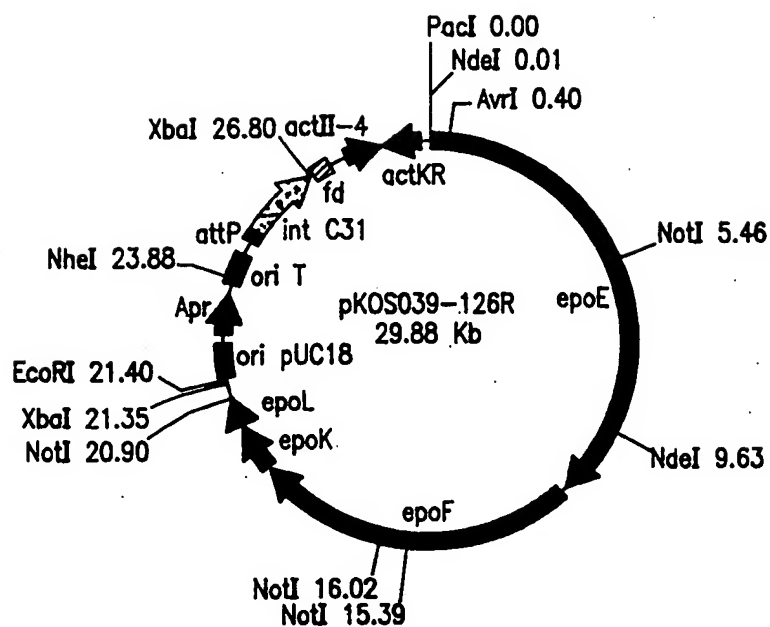 PacI 0.00
NdeI 0.01
AvrI 0.40
XbaI 26.80
actII-4
actKR
fd
attP
int C31
NotI 5.46
NheI 23.88
ori T
pKOS039-126R
29.88 Kb
epoE
Apr
ori pUC18
EcoRI 21.40
XbaI 21.35
NotI 20.90
epoL
epoK
NdeI 9.63
epoF
NotI 16.02
NotI 15.39